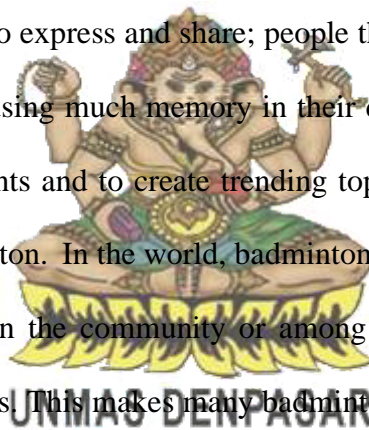 o express and share; people th
sing much memory in their
nts and to create trending top
ton. In the world, badminton
n the community or among
UNMAS DENPASAR
s. This makes many badmint